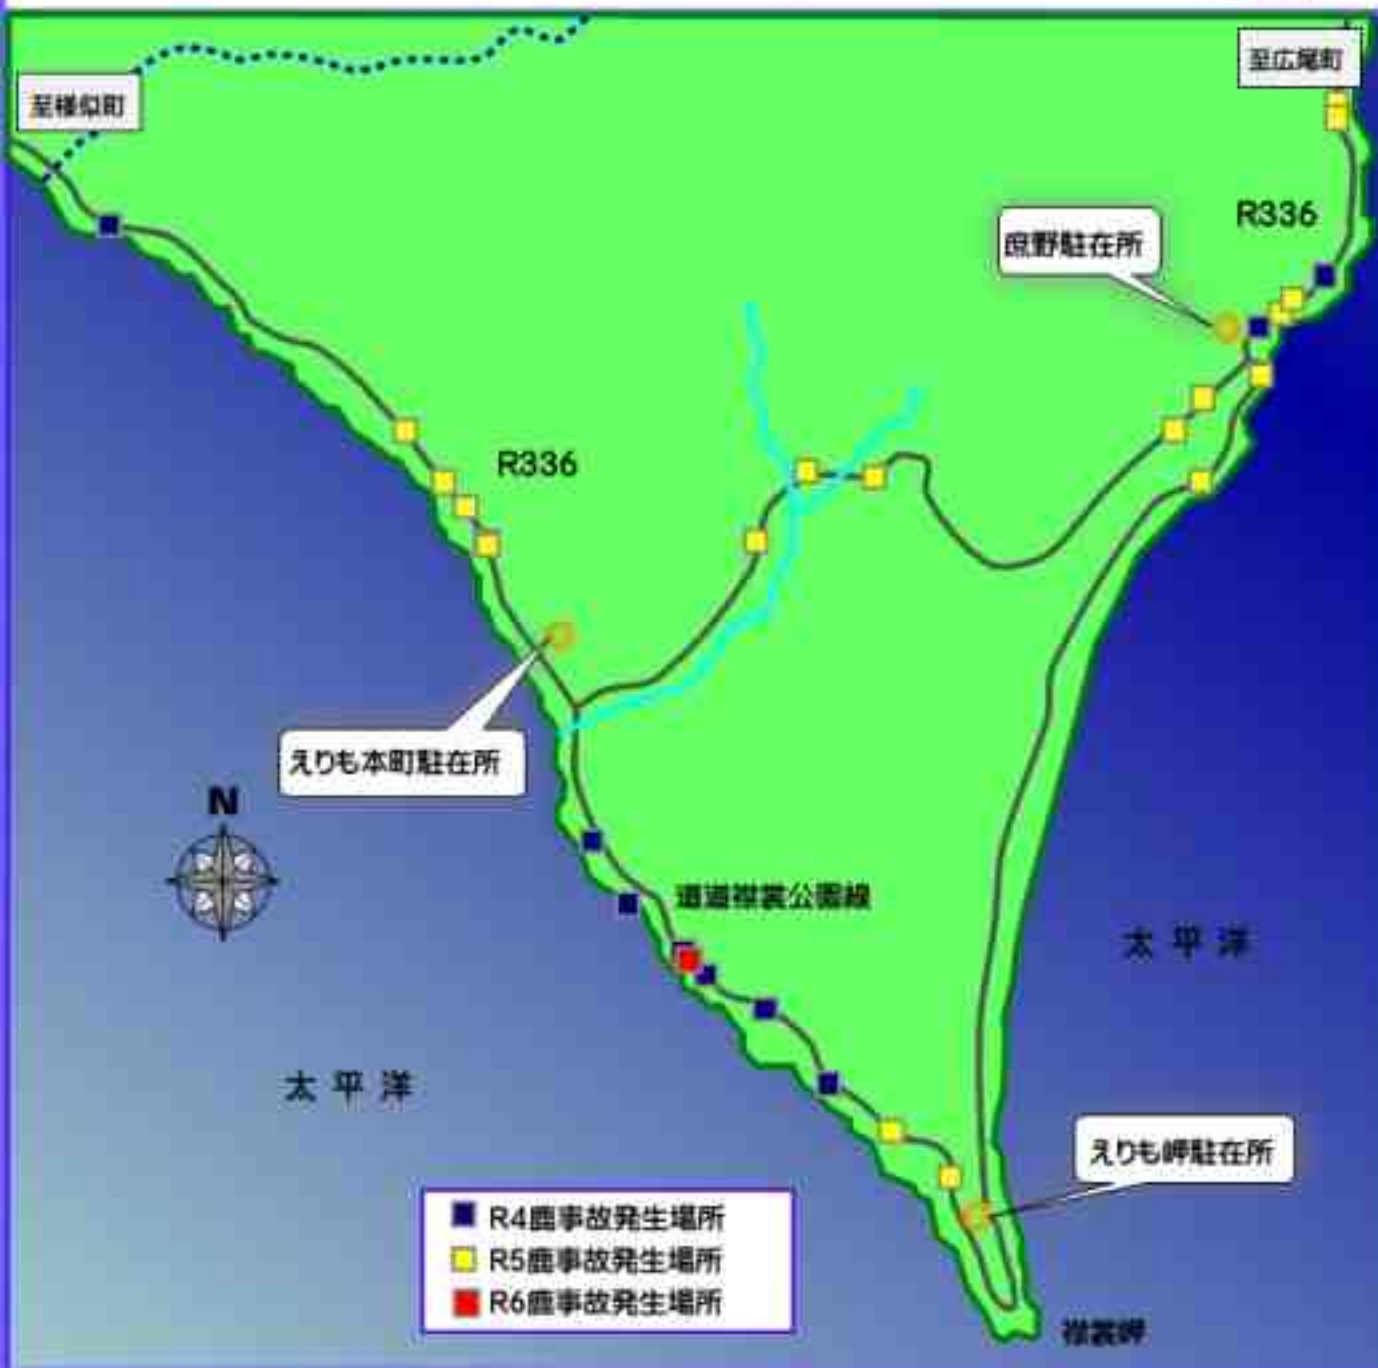 至広尾町
至様似町
R336
庶野駐在所
R336
えりも本町駐在所
N
道道襟裳公園線
太平洋
太平洋
えりも岬駐在所
R4鹿事故発生場所
R5鹿事故発生場所
R6鹿事故発生場所
襟裳岬